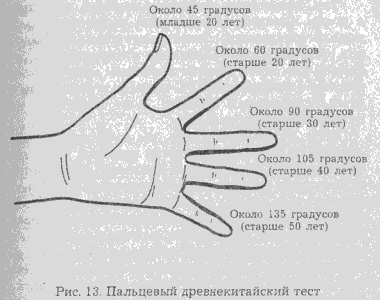 Около 45 градусов
(младше 20 лет)
Около 60 градусов
(старше 20 лет)
Около 90 градусов
(старше 30 лет)
Около 105 градусов
(старше 40 лет)
Около 135 градусов
(старше 50 лет)
Рис. 13. Пальцевый древнекитайский тест